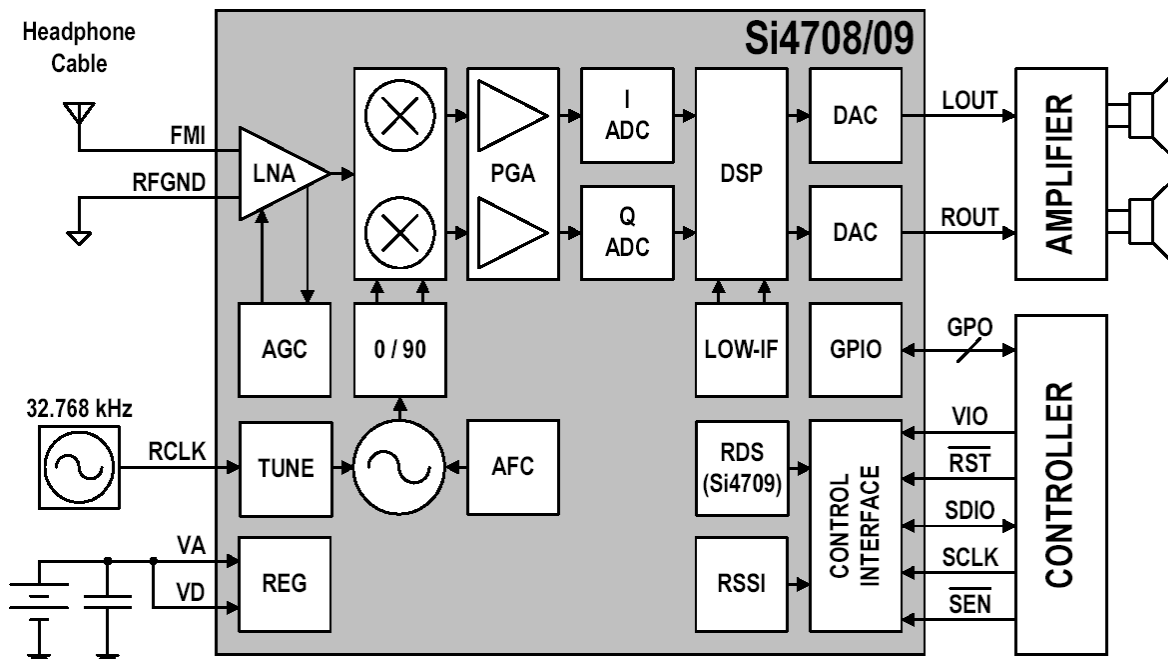 Headphone
Cable
Si4708/09
FMI
RFGND
LNA
PGA
I
ADC
Q
ADC
DSP
DAC
DAC
LOUT
ROUT
AMPLIFIER
AGC
0 / 90
LOW-IF
GPIO
GPO
32.768 kHz
RCLK
TUNE
AFC
RDS
(Si4709)
CONTROL
INTERFACE
VIO
RST
SDIO
SCLK
SEN
CONTROLLER
VA
VD
REG
RSSI